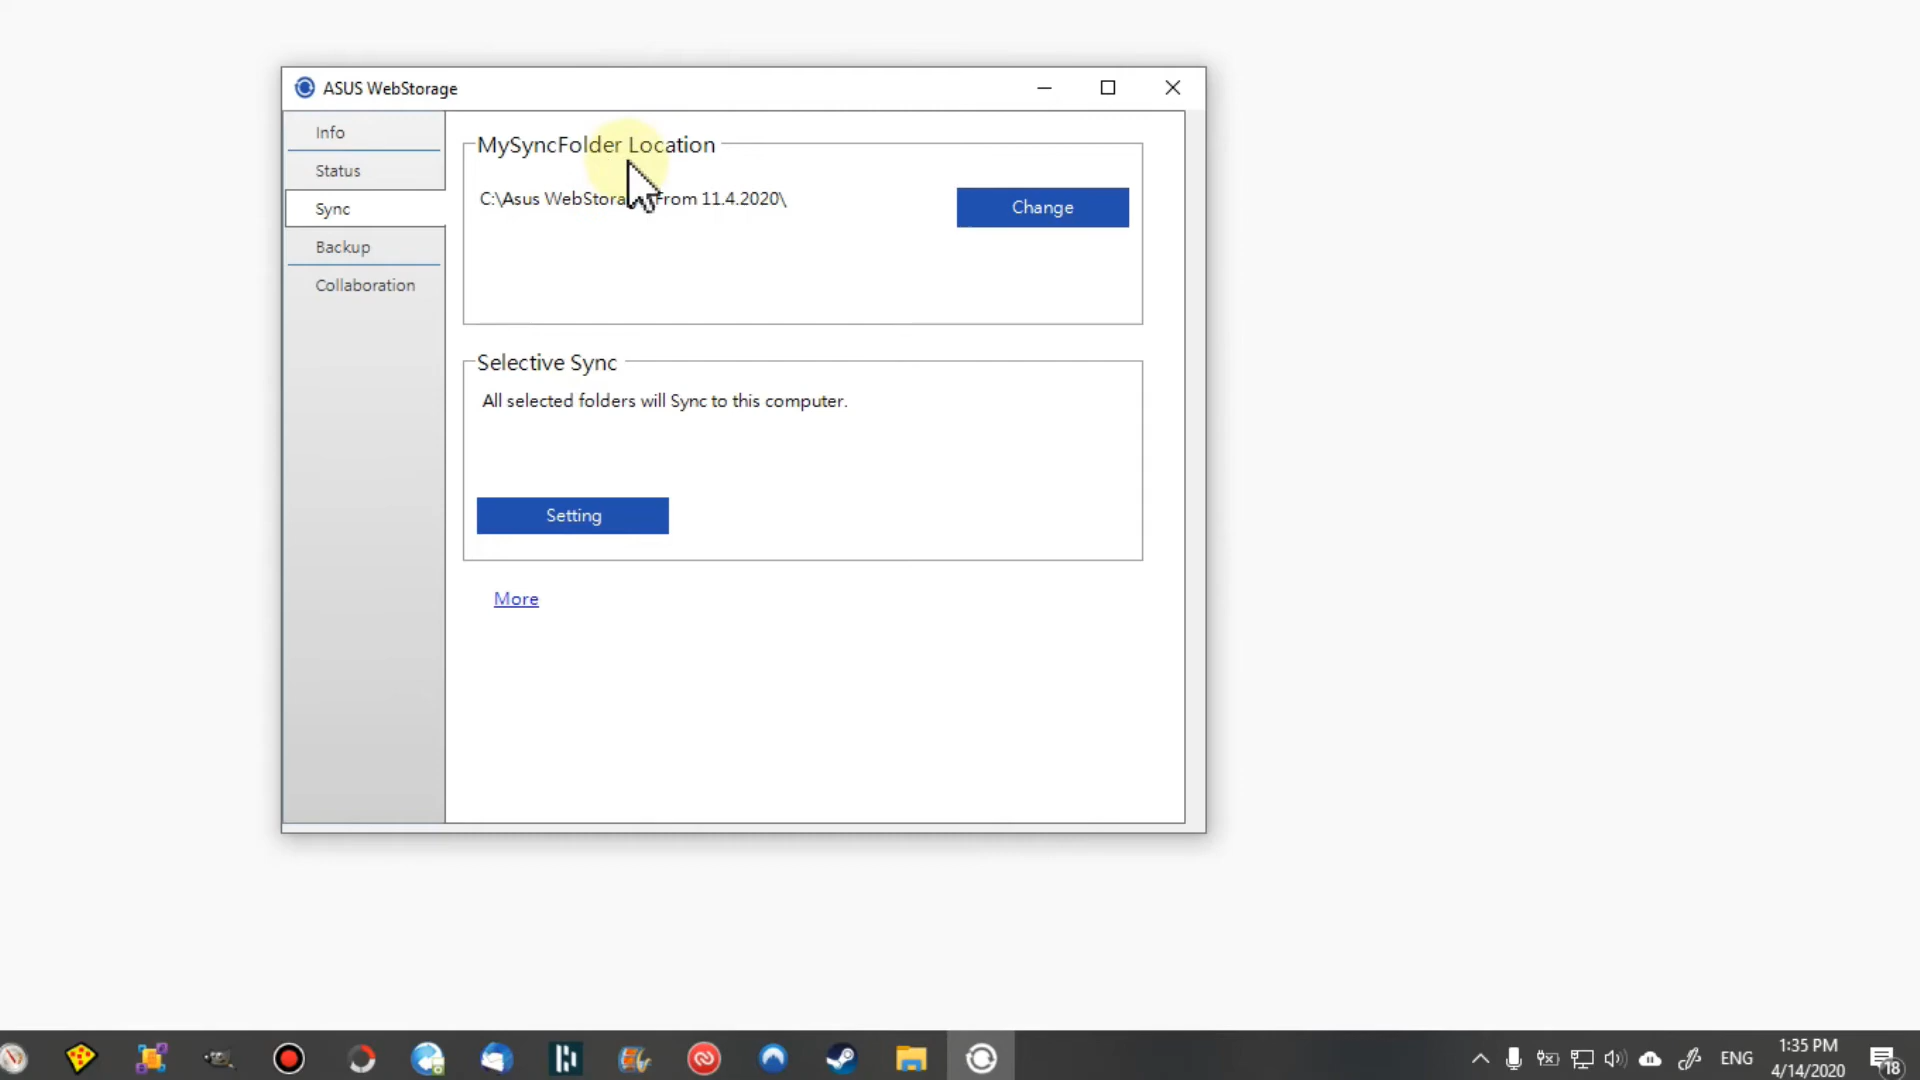 ASUS WebStorage
Info
Status
Sync
Backup
Collaboration
MySyncFolder Location
C:\Asus From 11.4.2020\
Change
Selective Sync
All selected folders will Sync to this computer.
Setting
More
ENG
1:35 PM
4/14/2020
18